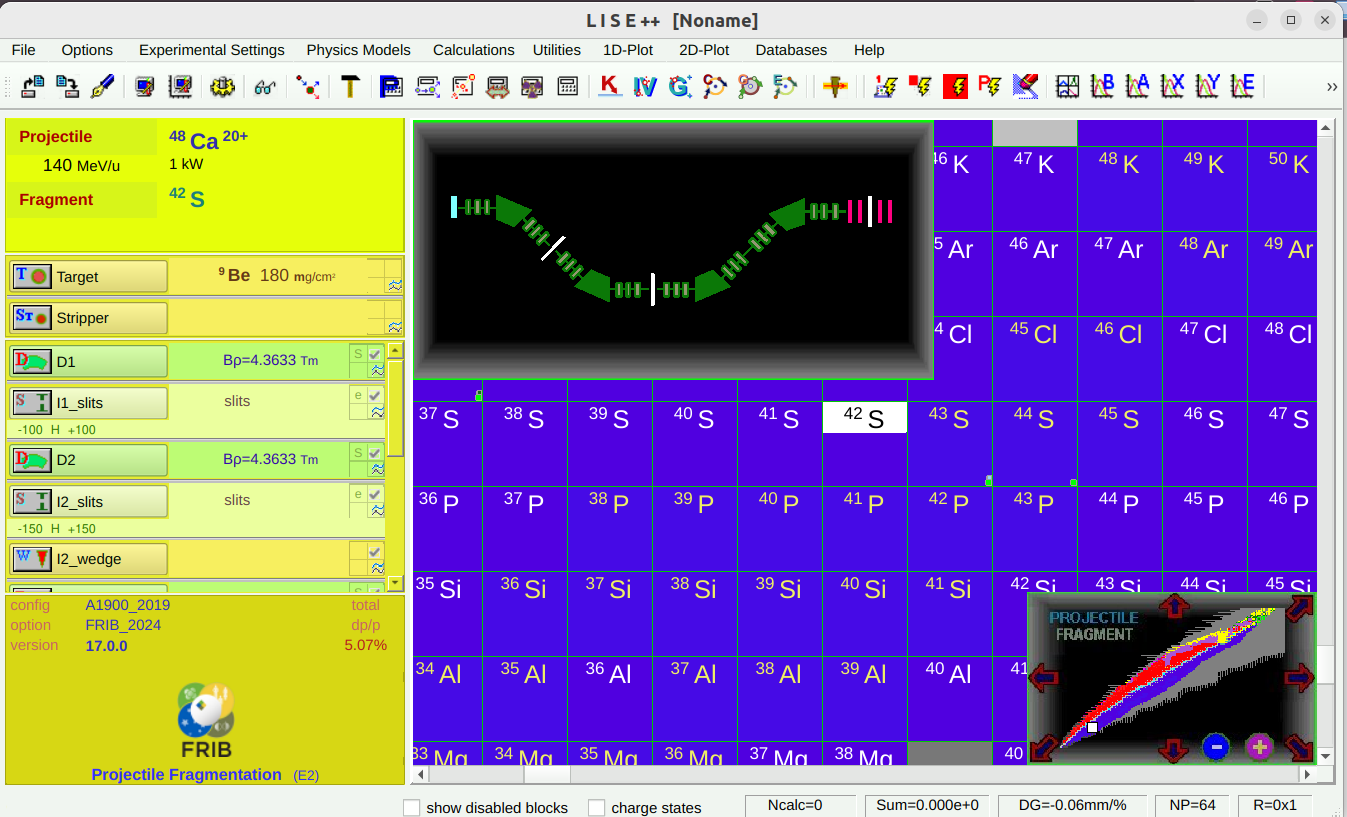 L I S E ++ [Noname]
File Options Experimental Settings Physics Models Calculations Utilities 1D-Plot 2D-Plot Databases Help
Projectile 48 Ca 20+
140 MeV/u 1 kW
Fragment 42 S
T Target 9 Be 180 mg/cm²
ST Stripper
D D1 Bρ=4.3633 Tm S
S I1_slits slits e
-100 H +100
D D2 Bρ=4.3633 Tm S
S I2_slits slits e
-150 H +150
W I2_wedge
config A1900_2019 total
option FRIB_2024 dp/p
version 17.0.0 5.07%
FRIB
Projectile Fragmentation (E2)
46 K 47 K 48 K 49 K 50 K
5 Ar 46 Ar 47 Ar 48 Ar 49 Ar
4 Cl 45 Cl 46 Cl 47 Cl 48 Cl
37 S 38 S 39 S 40 S 41 S 42 S 43 S 44 S 45 S 46 S 47 S
36 P 37 P 38 P 39 P 40 P 41 P 42 P 43 P 44 P 45 P 46 P
35 Si 36 Si 37 Si 38 Si 39 Si 40 Si 41 Si 42 Si 43 Si 44 Si 45 Si
34 Al 35 Al 36 Al 37 Al 38 Al 39 Al 40 Al 41
33 Mg 34 Mg 35 Mg 36 Mg 37 Mg 38 Mg 40
PROJECTILE
FRAGMENT
show disabled blocks charge states Ncalc=0 Sum=0.000e+0 DG=-0.06mm/% NP=64 R=0x1